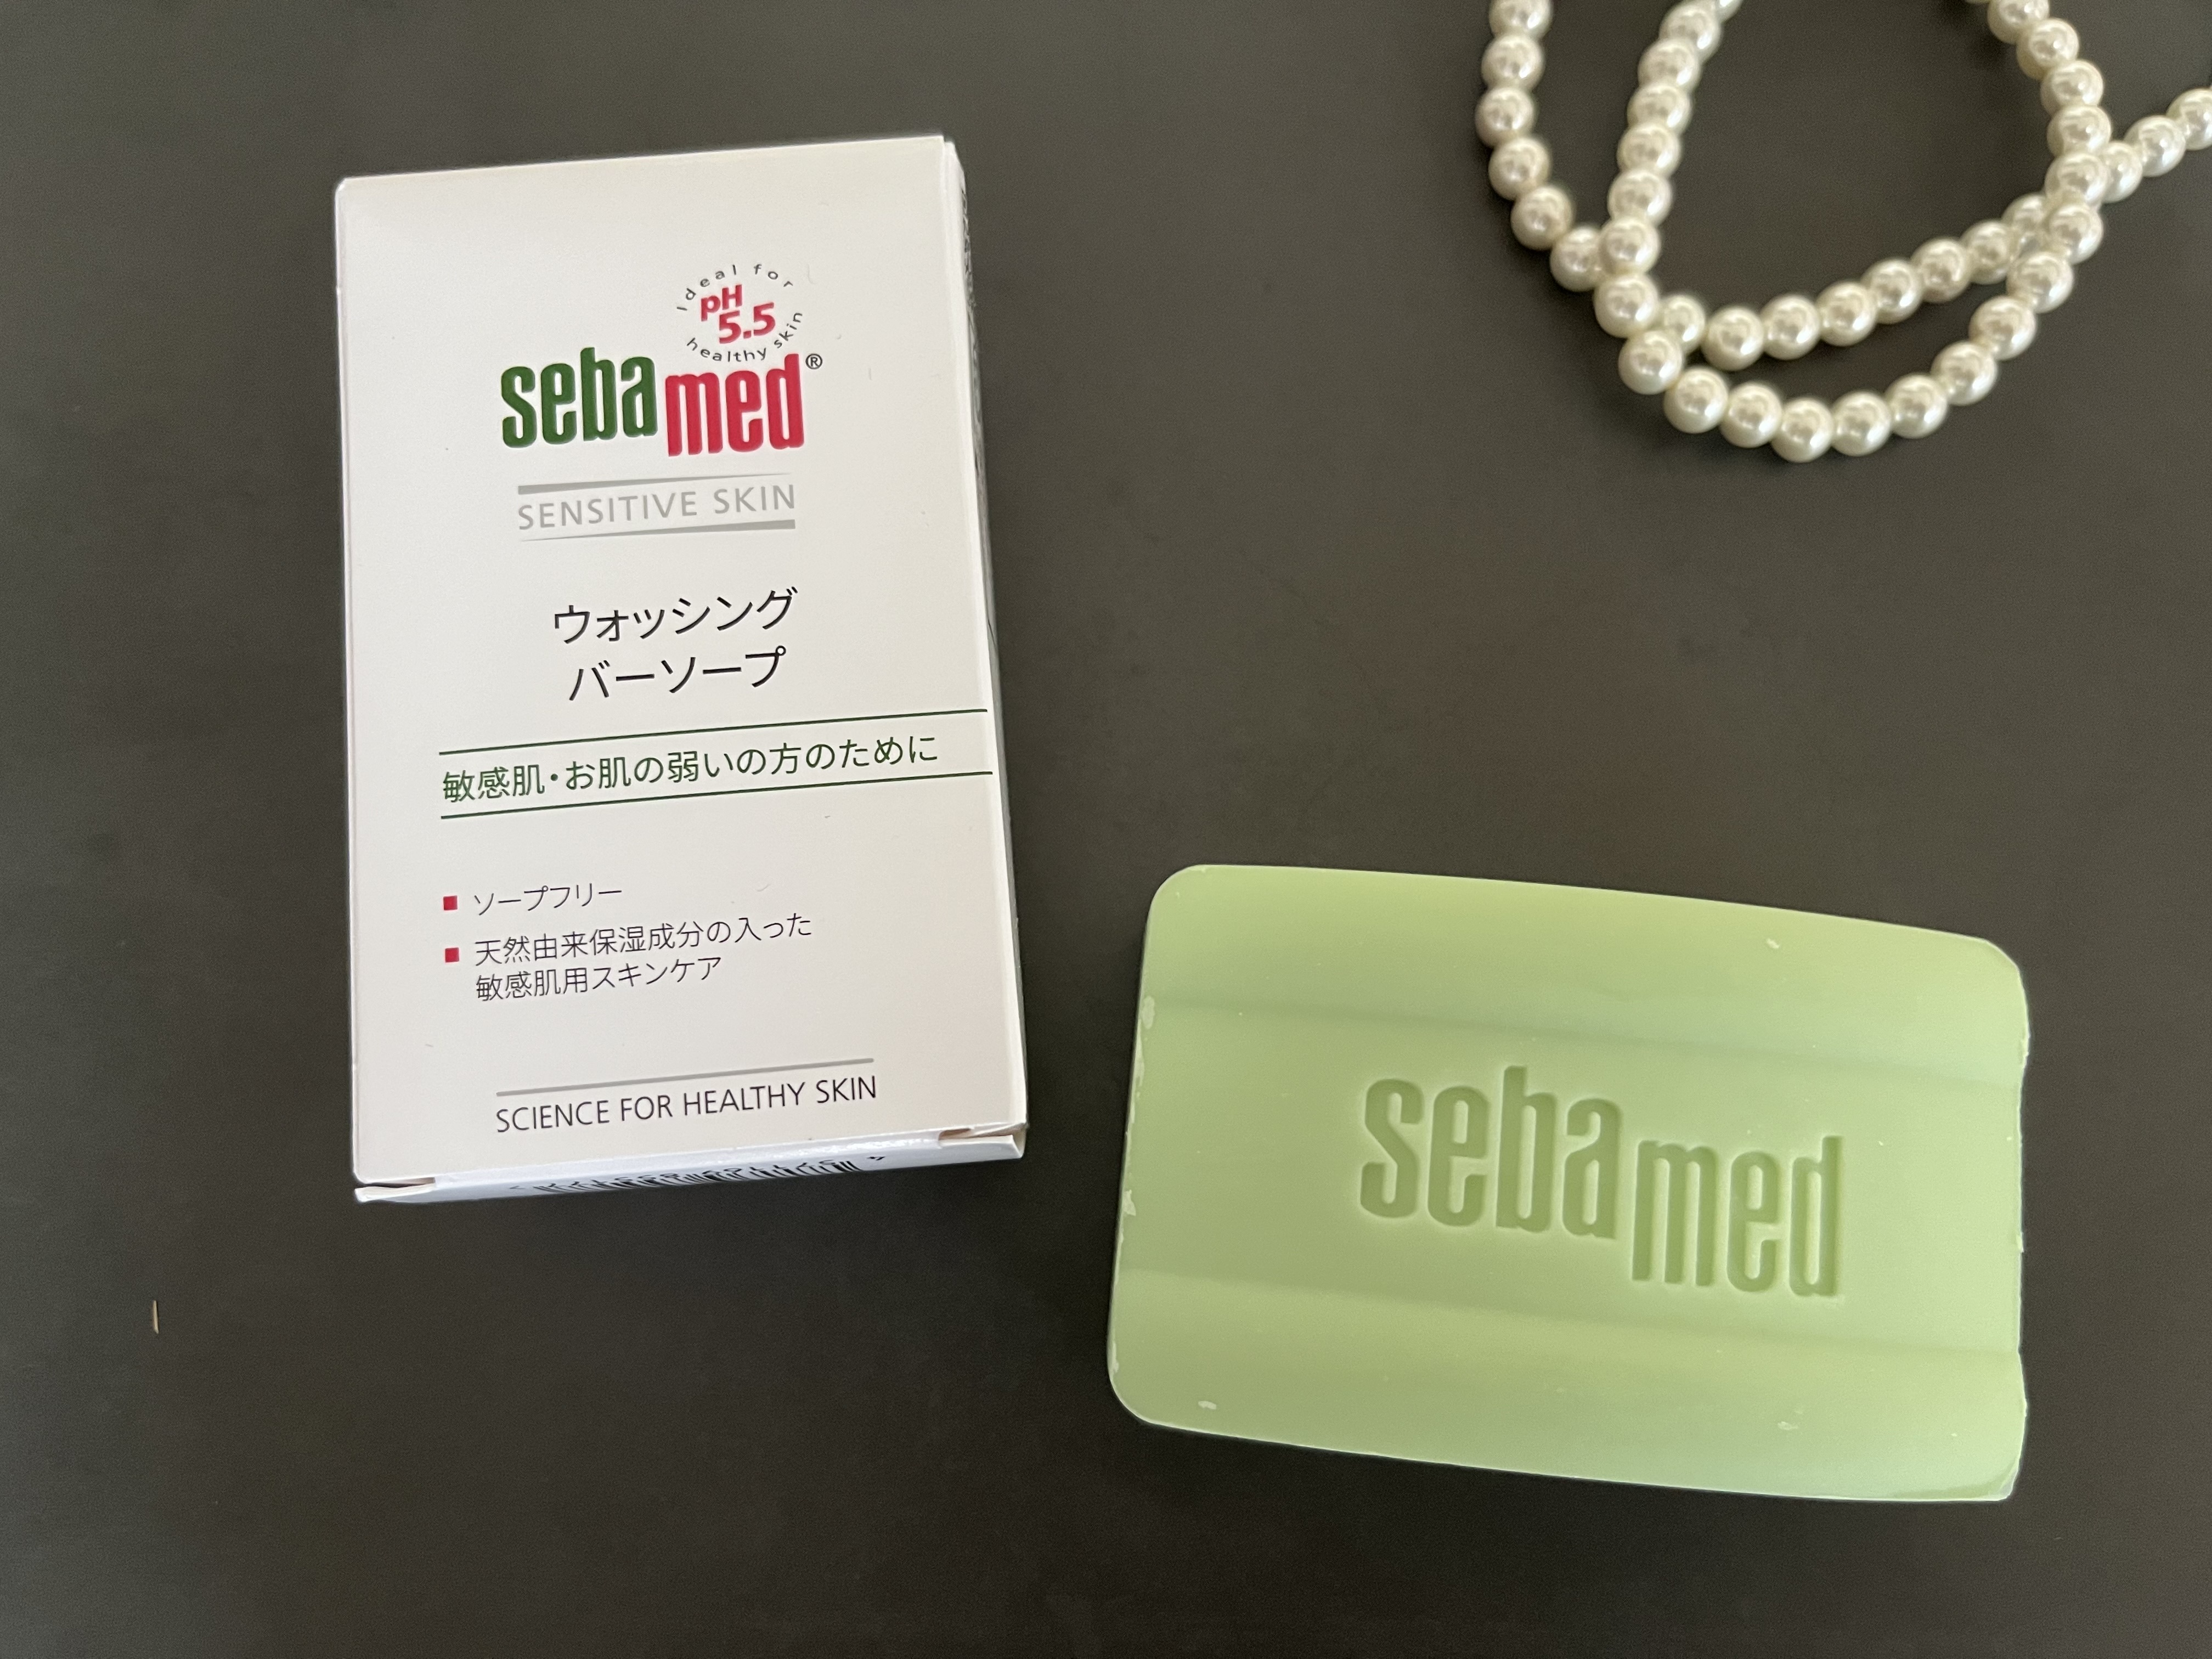 Ideal for
pH
5.5
healthy skin
sebamed®
SENSITIVE SKIN
ウォッシング
バーソープ
敏感肌・お肌の弱いの方のために
ソープフリー
天然由来保湿成分の入った
敏感肌用スキンケア
SCIENCE FOR HEALTHY SKIN
sebamed